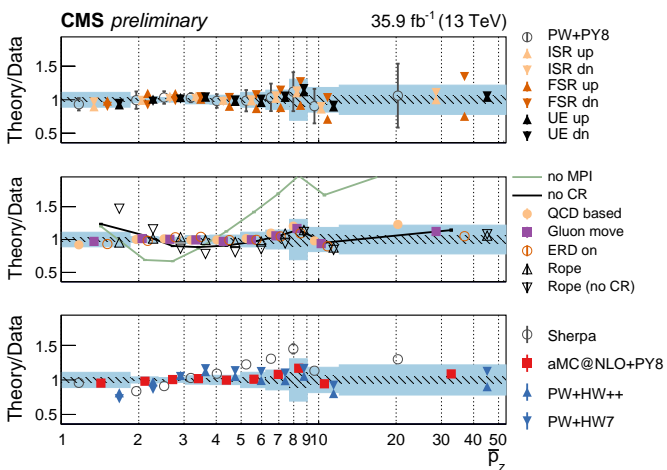 CMS preliminary 35.9 fb-1 (13 TeV)
Theory/Data
1.5
1
0.5
PW+PY8
ISR up
ISR dn
FSR up
FSR dn
UE up
UE dn
Theory/Data
1.5
1
0.5
no MPI
no CR
QCD based
Gluon move
ERD on
Rope
Rope (no CR)
Theory/Data
1.5
1
0.5
Sherpa
aMC@NLO+PY8
PW+HW++
PW+HW7
1 2 3 4 5 6 7 8 910 20 30 40 50
p̅z